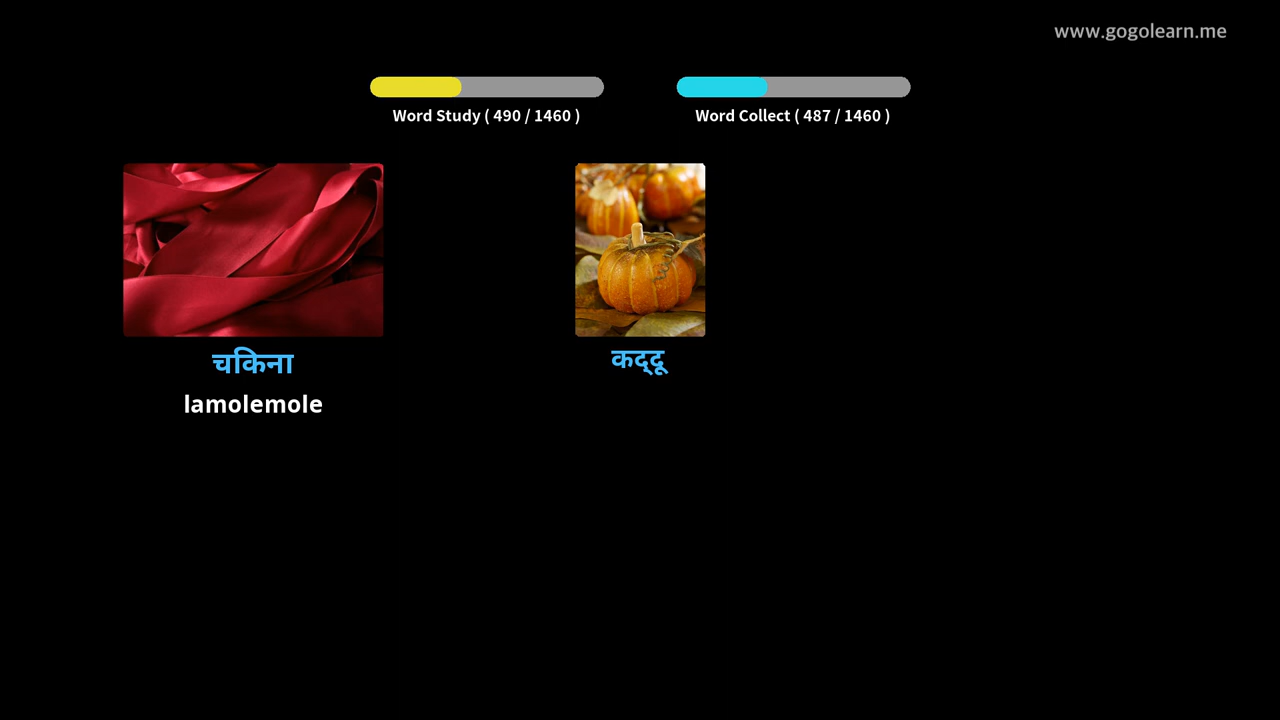 www.gogolearn.me
Word Study ( 490 / 1460 )
Word Collect ( 487 / 1460 )
चकिना
कद्‌दू
lamolemole